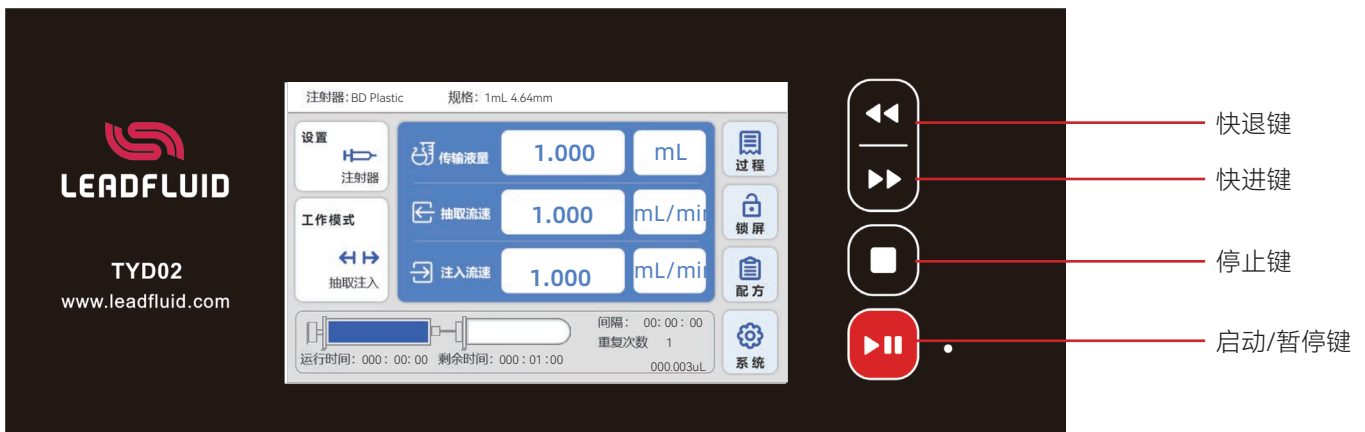 LEADFLUID
TYD02
www.leadfluid.com
注射器: BD Plastic 规格: 1mL 4.64mm
设置
注射器
工作模式
抽取注入
传输液量 1.000 mL
抽取流速 1.000 mL/min
注入流速 1.000 mL/min
间隔: 00: 00 : 00
重复次数 1
运行时间: 000: 00: 00 剩余时间: 000 : 01 : 00
000.003uL
过程
锁屏
配方
系统
快退键
快进键
停止键
启动/暂停键